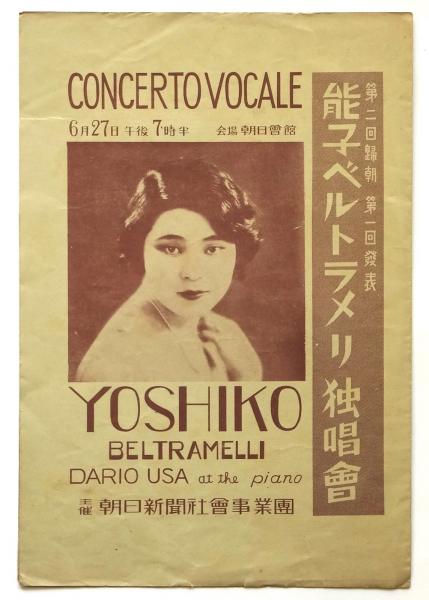 CONCERTO VOCALE
6月27日 午後 7時半 会場 朝日會館
第二回歸朝 第一回發表
能子ベルトラメリ独唱會
YOSHIKO
BELTRAMELLI
DARIO USA at the piano
主催 朝日新聞社會事業團